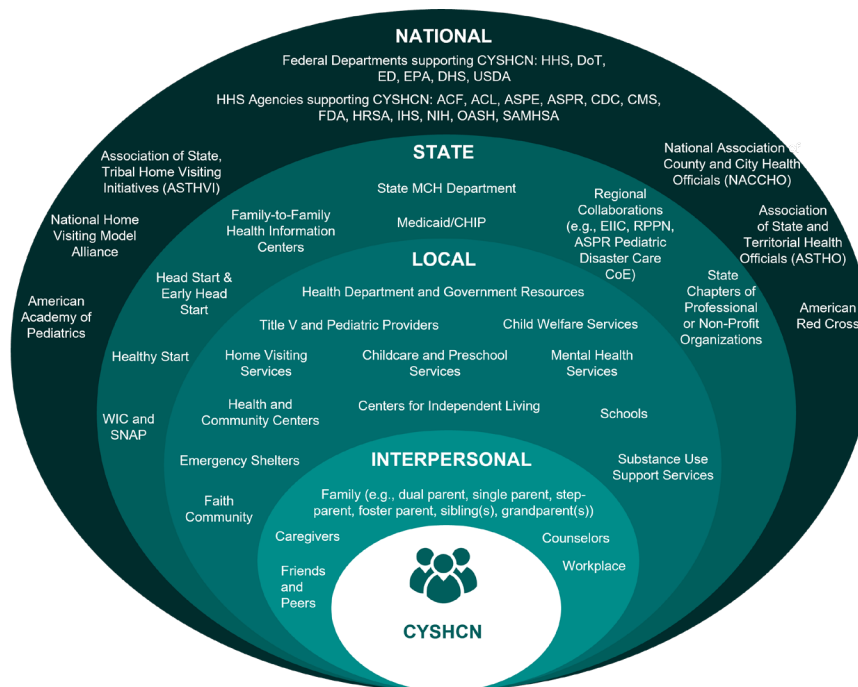 NATIONAL
Federal Departments supporting CYSHCN: HHS, DoT,
ED, EPA, DHS, USDA
HHS Agencies supporting CYSHCN: ACF, ACL, ASPE, ASPR, CDC, CMS,
FDA, HRSA, IHS, NIH, OASH, SAMHSA
Association of State,
Tribal Home Visiting
Initiatives (ASTHVI)
National Home
Visiting Model
Alliance
American
Academy of
Pediatrics
National Association of
County and City Health
Officials (NACCHO)
Association
of State and
Territorial Health
Officials (ASTHO)
American
Red Cross
STATE
State MCH Department
Medicaid/CHIP
Family-to-Family
Health Information
Centers
Regional
Collaborations
(e.g., EIIC, RPPN,
ASPR Pediatric
Disaster Care
CoE)
Head Start &
Early Head
Start
State
Chapters of
Professional
or Non-Profit
Organizations
Healthy Start
WIC and
SNAP
LOCAL
Health Department and Government Resources
Title V and Pediatric Providers
Child Welfare Services
Home Visiting
Services
Childcare and Preschool
Services
Mental Health
Services
Health and
Community Centers
Centers for Independent Living
Schools
Emergency Shelters
Substance Use
Support Services
Faith
Community
INTERPERSONAL
Family (e.g., dual parent, single parent, step-
parent, foster parent, sibling(s), grandparent(s))
Caregivers
Counselors
Friends
and
Peers
Workplace
CYSHCN